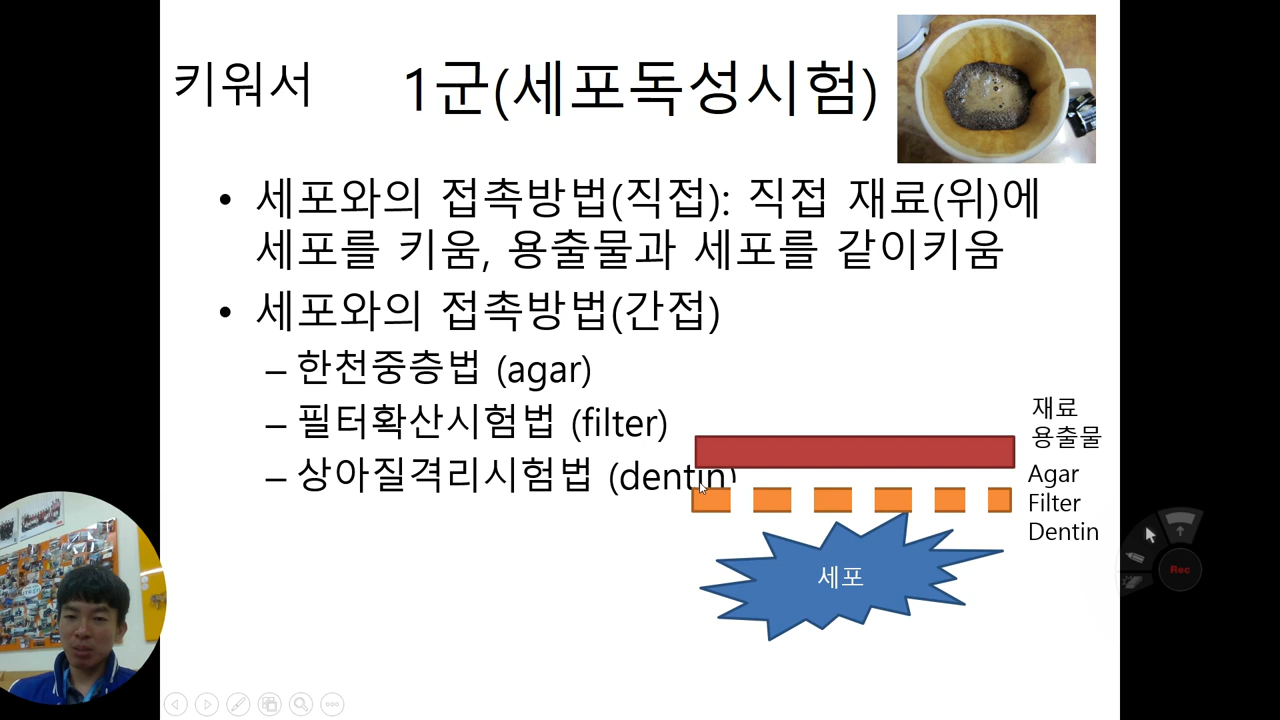 키워서
1군(세포독성시험)
• 세포와의 접촉방법(직접): 직접 재료(위)에
세포를 키움, 용출물과 세포를 같이키움
• 세포와의 접촉방법(간접)
– 한천중층법 (agar)
– 필터확산시험법 (filter)
– 상아질격리시험법 (dentin)
재료
용출물
Agar
Filter
Dentin
세포
Rec